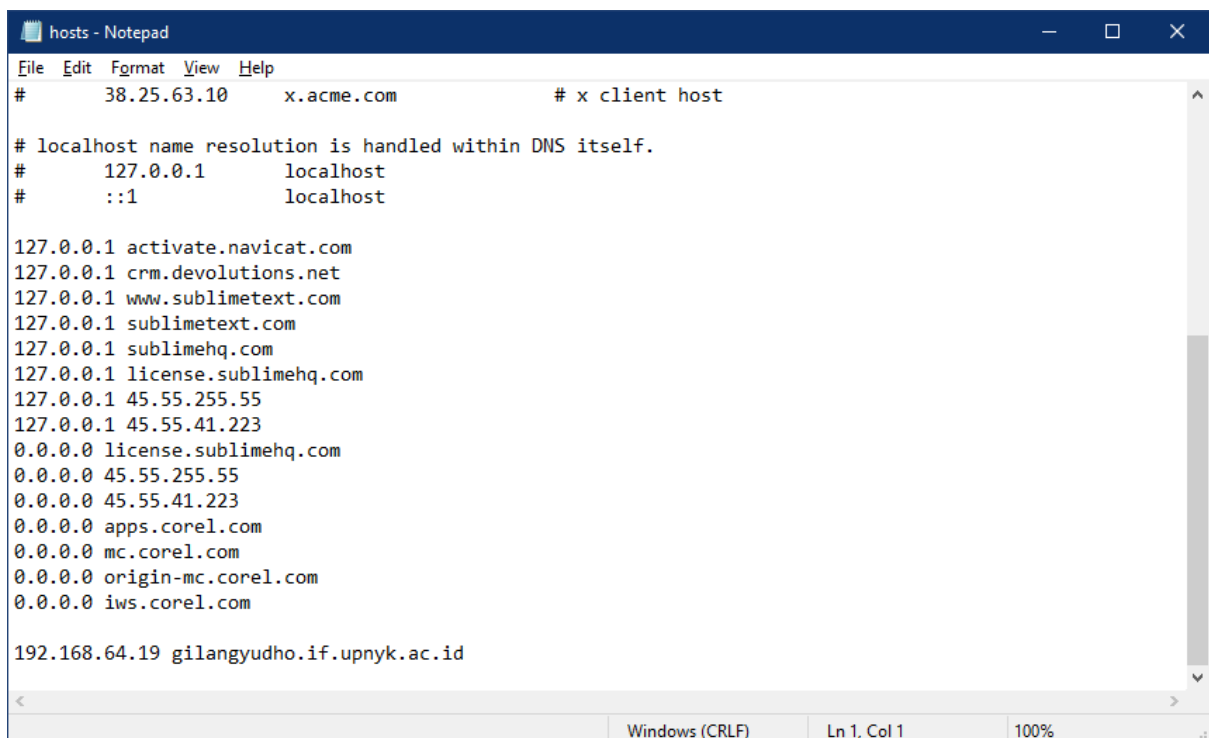 hosts - Notepad
File Edit Format View Help
#       38.25.63.10     x.acme.com              # x client host
# localhost name resolution is handled within DNS itself.
#       127.0.0.1       localhost
#       ::1             localhost
127.0.0.1 activate.navicat.com
127.0.0.1 crm.devolutions.net
127.0.0.1 www.sublimetext.com
127.0.0.1 sublimetext.com
127.0.0.1 sublimehq.com
127.0.0.1 license.sublimehq.com
127.0.0.1 45.55.255.55
127.0.0.1 45.55.41.223
0.0.0.0 license.sublimehq.com
0.0.0.0 45.55.255.55
0.0.0.0 45.55.41.223
0.0.0.0 apps.corel.com
0.0.0.0 mc.corel.com
0.0.0.0 origin-mc.corel.com
0.0.0.0 iws.corel.com
192.168.64.19 gilangyudho.if.upnyk.ac.id
Windows (CRLF) Ln 1, Col 1 100%